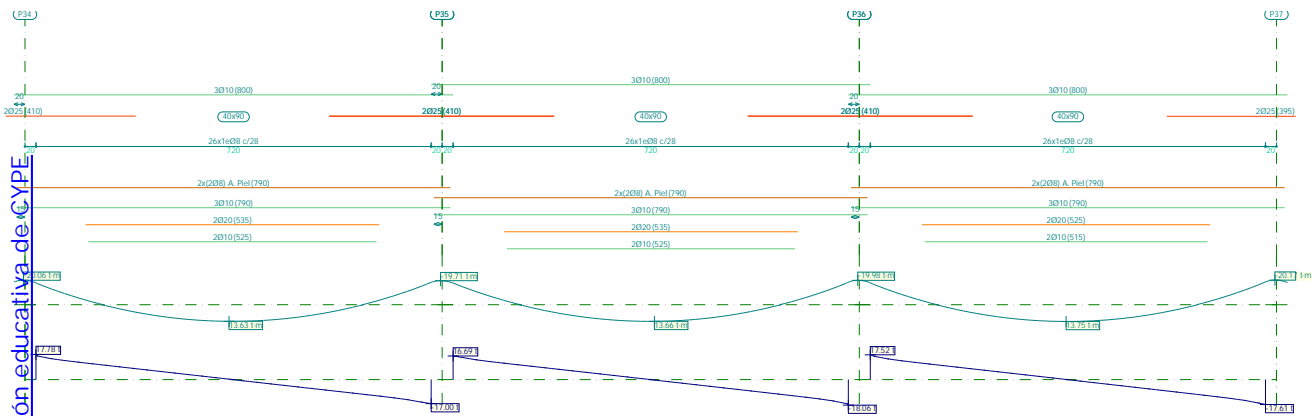 P34 P35 P36 P37
3Ø10(800)
20 3Ø10(800) 20 3Ø10(800)
20
2Ø25(410) 40x90 2Ø25(410) 40x90 2Ø25(410) 40x90 2Ø25(395)
26x1eØ8 c/28 26x1eØ8 c/28 26x1eØ8 c/28
20 720 20 20 720 20 20 720 20
2x(2Ø8) A. Piel(790) 2x(2Ø8) A. Piel(790)
2x(2Ø8) A. Piel(790)
3Ø10(790) 3Ø10(790)
15 15 3Ø10(790) 15
2Ø20(535) 2Ø20(525)
2Ø20(535)
2Ø10(525) 2Ø10(515)
2Ø10(525)
-20.06 t·m -19.71 t·m -19.98 t·m -20.17 t·m
13.63 t·m 13.66 t·m 13.75 t·m
17.78 t 16.69 t 17.52 t
-17.00 t -18.06 t -17.61 t
ón educativa de CYPE